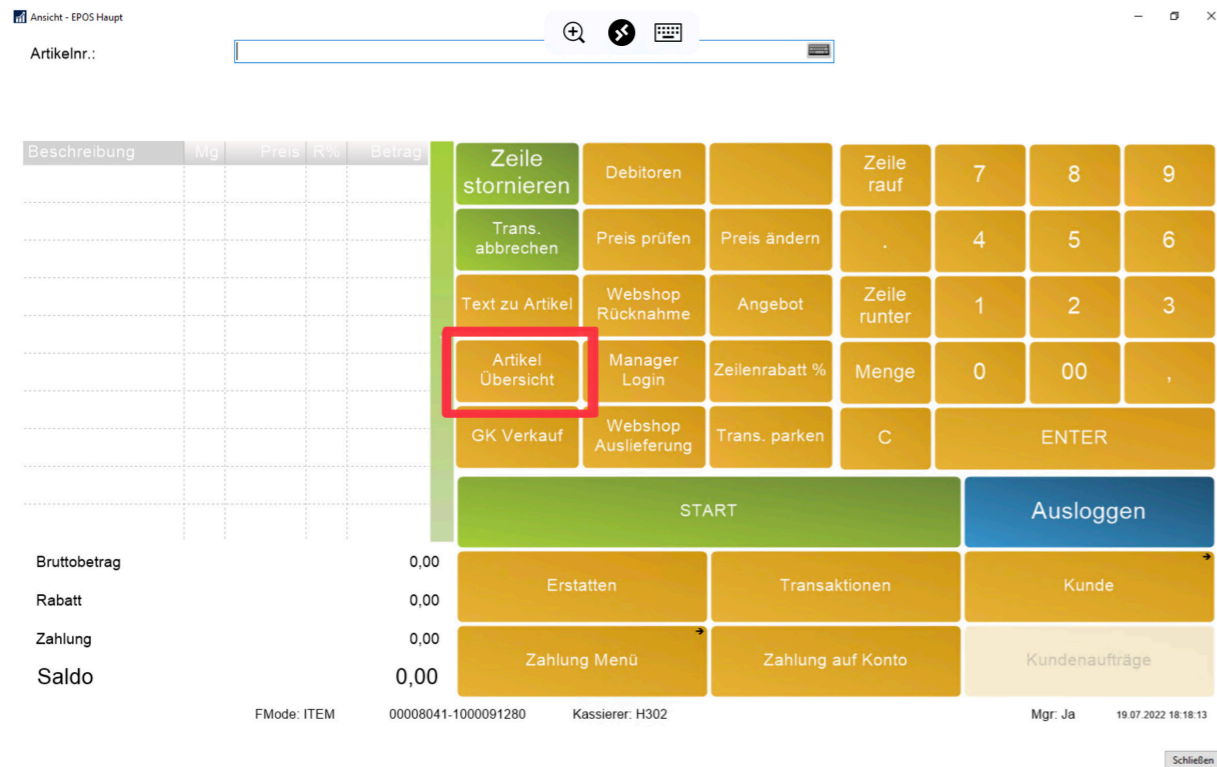 Ansicht - EPOS Haupt
Artikelnr.:
Beschreibung Mg Preis R% Betrag
Zeile
stornieren
Debitoren
Zeile
rauf
7
8
9
Trans.
abbrechen
Preis prüfen
Preis ändern
.
4
5
6
Text zu Artikel
Webshop
Rücknahme
Angebot
Zeile
runter
1
2
3
Artikel
Übersicht
Manager
Login
Zeilenrabatt %
Menge
0
00
,
GK Verkauf
Webshop
Auslieferung
Trans. parken
C
ENTER
START
Ausloggen
Bruttobetrag 0,00
Rabatt 0,00
Zahlung 0,00
Saldo 0,00
Erstatten
Transaktionen
Kunde
Zahlung Menü
Zahlung auf Konto
Kundenaufträge
FMode: ITEM 00008041-1000091280 Kassierer: H302 Mgr: Ja 19.07.2022 18:18:13
Schließen